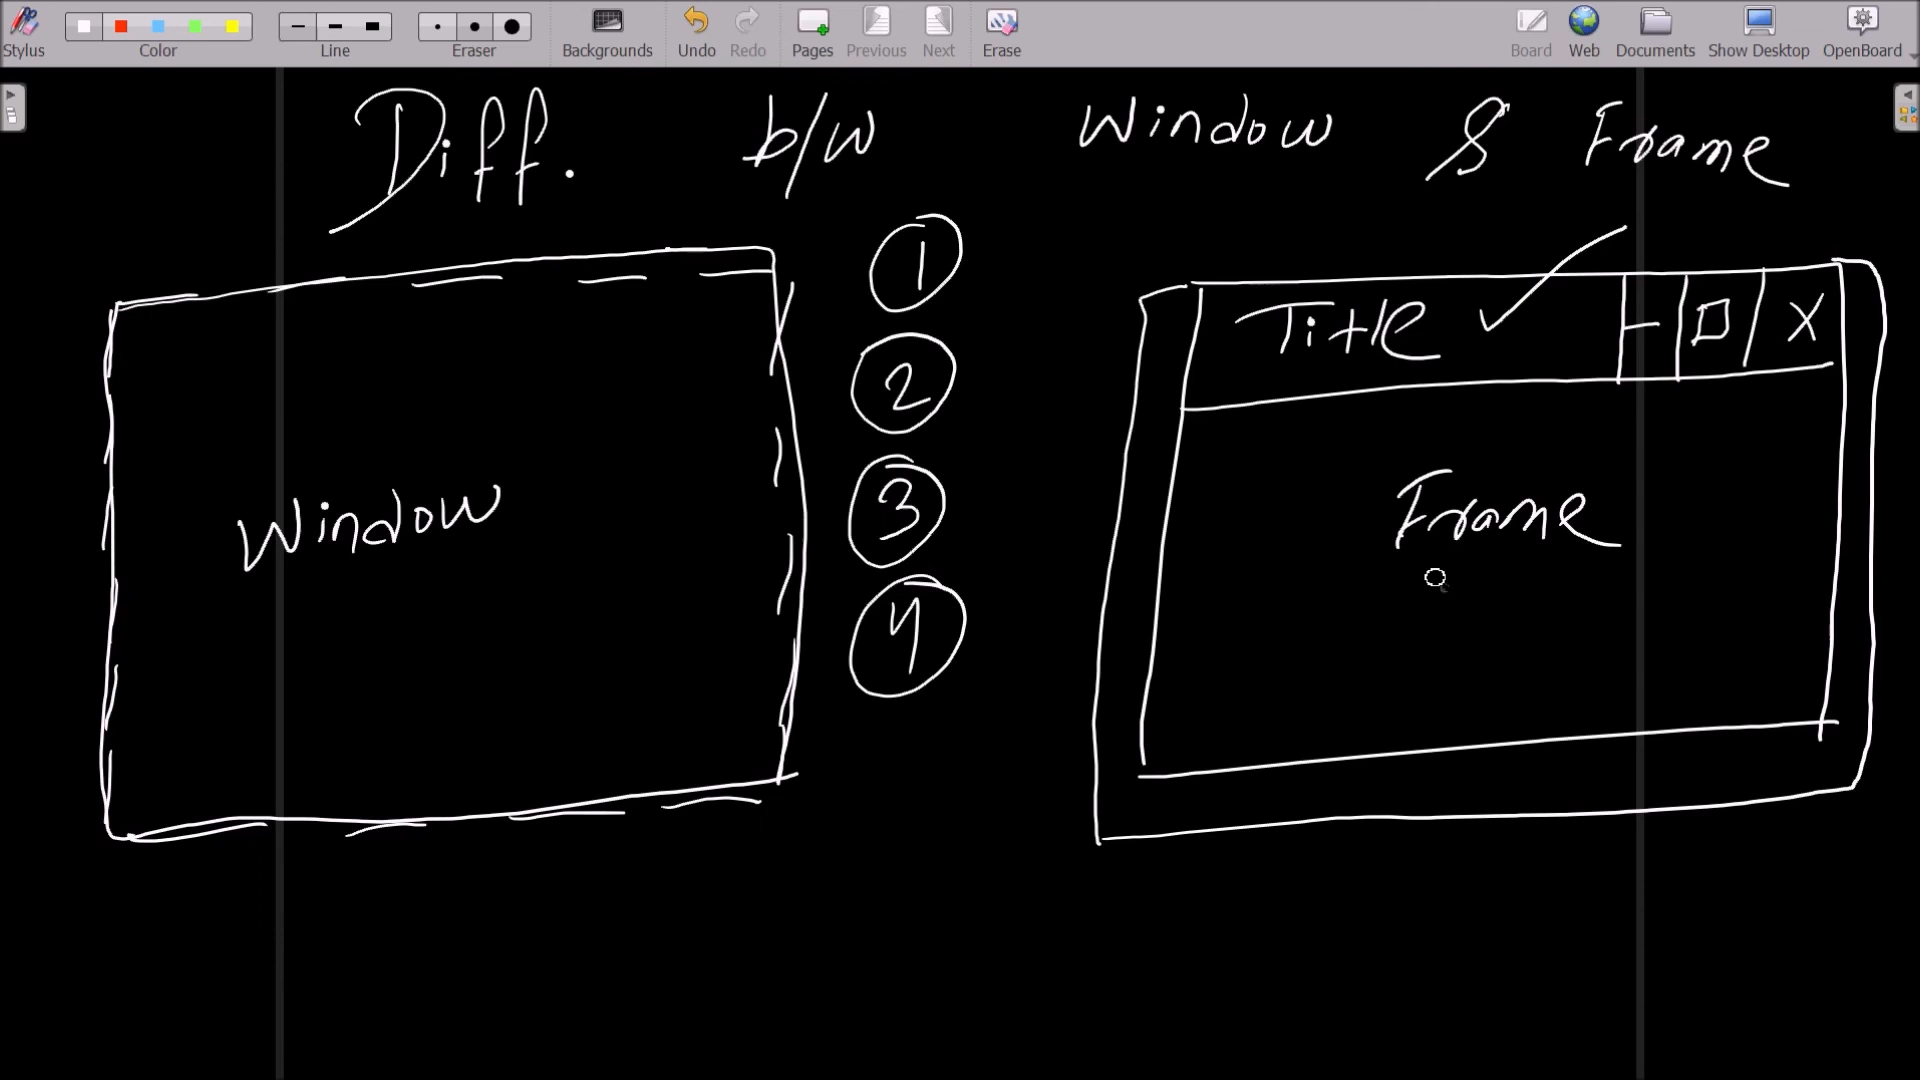 Stylus Color Line Eraser Backgrounds Undo Redo Pages Previous Next Erase Board Web Documents Show Desktop OpenBoard
Diff. b/w Window & Frame
1
2
3
4
Window
Title ✓ - □ X
Frame